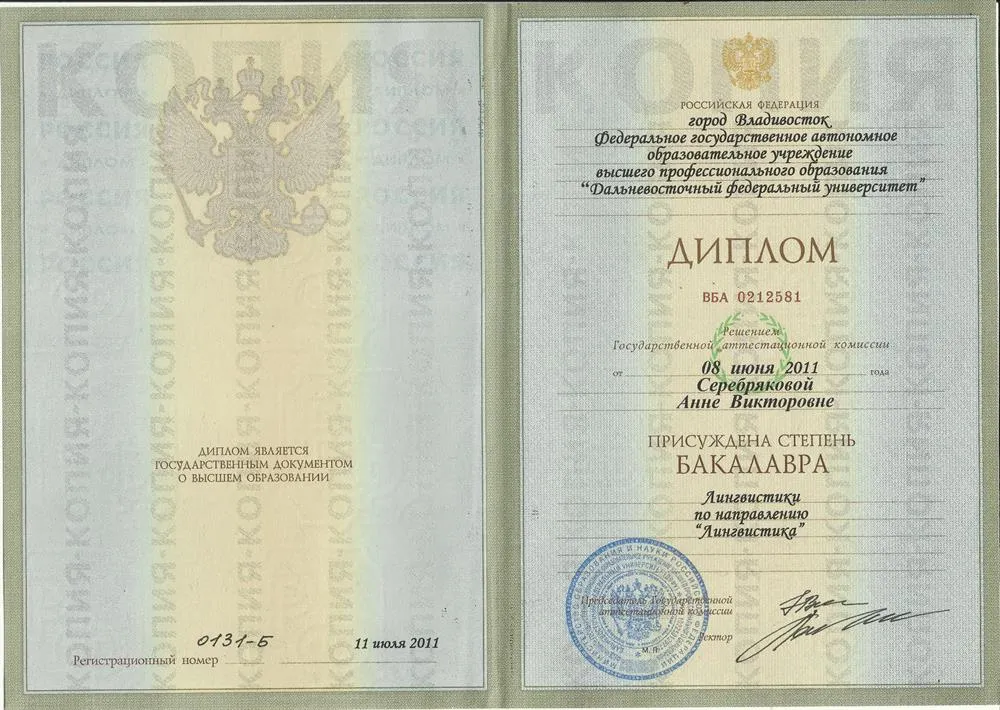 КОПИЯ
ДИПЛОМ ЯВЛЯЕТСЯ
ГОСУДАРСТВЕННЫМ ДОКУМЕНТОМ
О ВЫСШЕМ ОБРАЗОВАНИИ
0131-Б
11 июля 2011
Регистрационный номер
КОПИЯ
РОССИЙСКАЯ ФЕДЕРАЦИЯ
город Владивосток
Федеральное государственное автономное
образовательное учреждение
высшего профессионального образования
“Дальневосточный федеральный университет”
ДИПЛОМ
ВБА 0212581
Решением
Государственной аттестационной комиссии
от 08 июня 2011 года
Серебряковой
Анне Викторовне
ПРИСУЖДЕНА СТЕПЕНЬ
БАКАЛАВРА
Лингвистики
по направлению
“Лингвистика”
Председатель Государственной
аттестационной комиссии
Ректор
М.П.